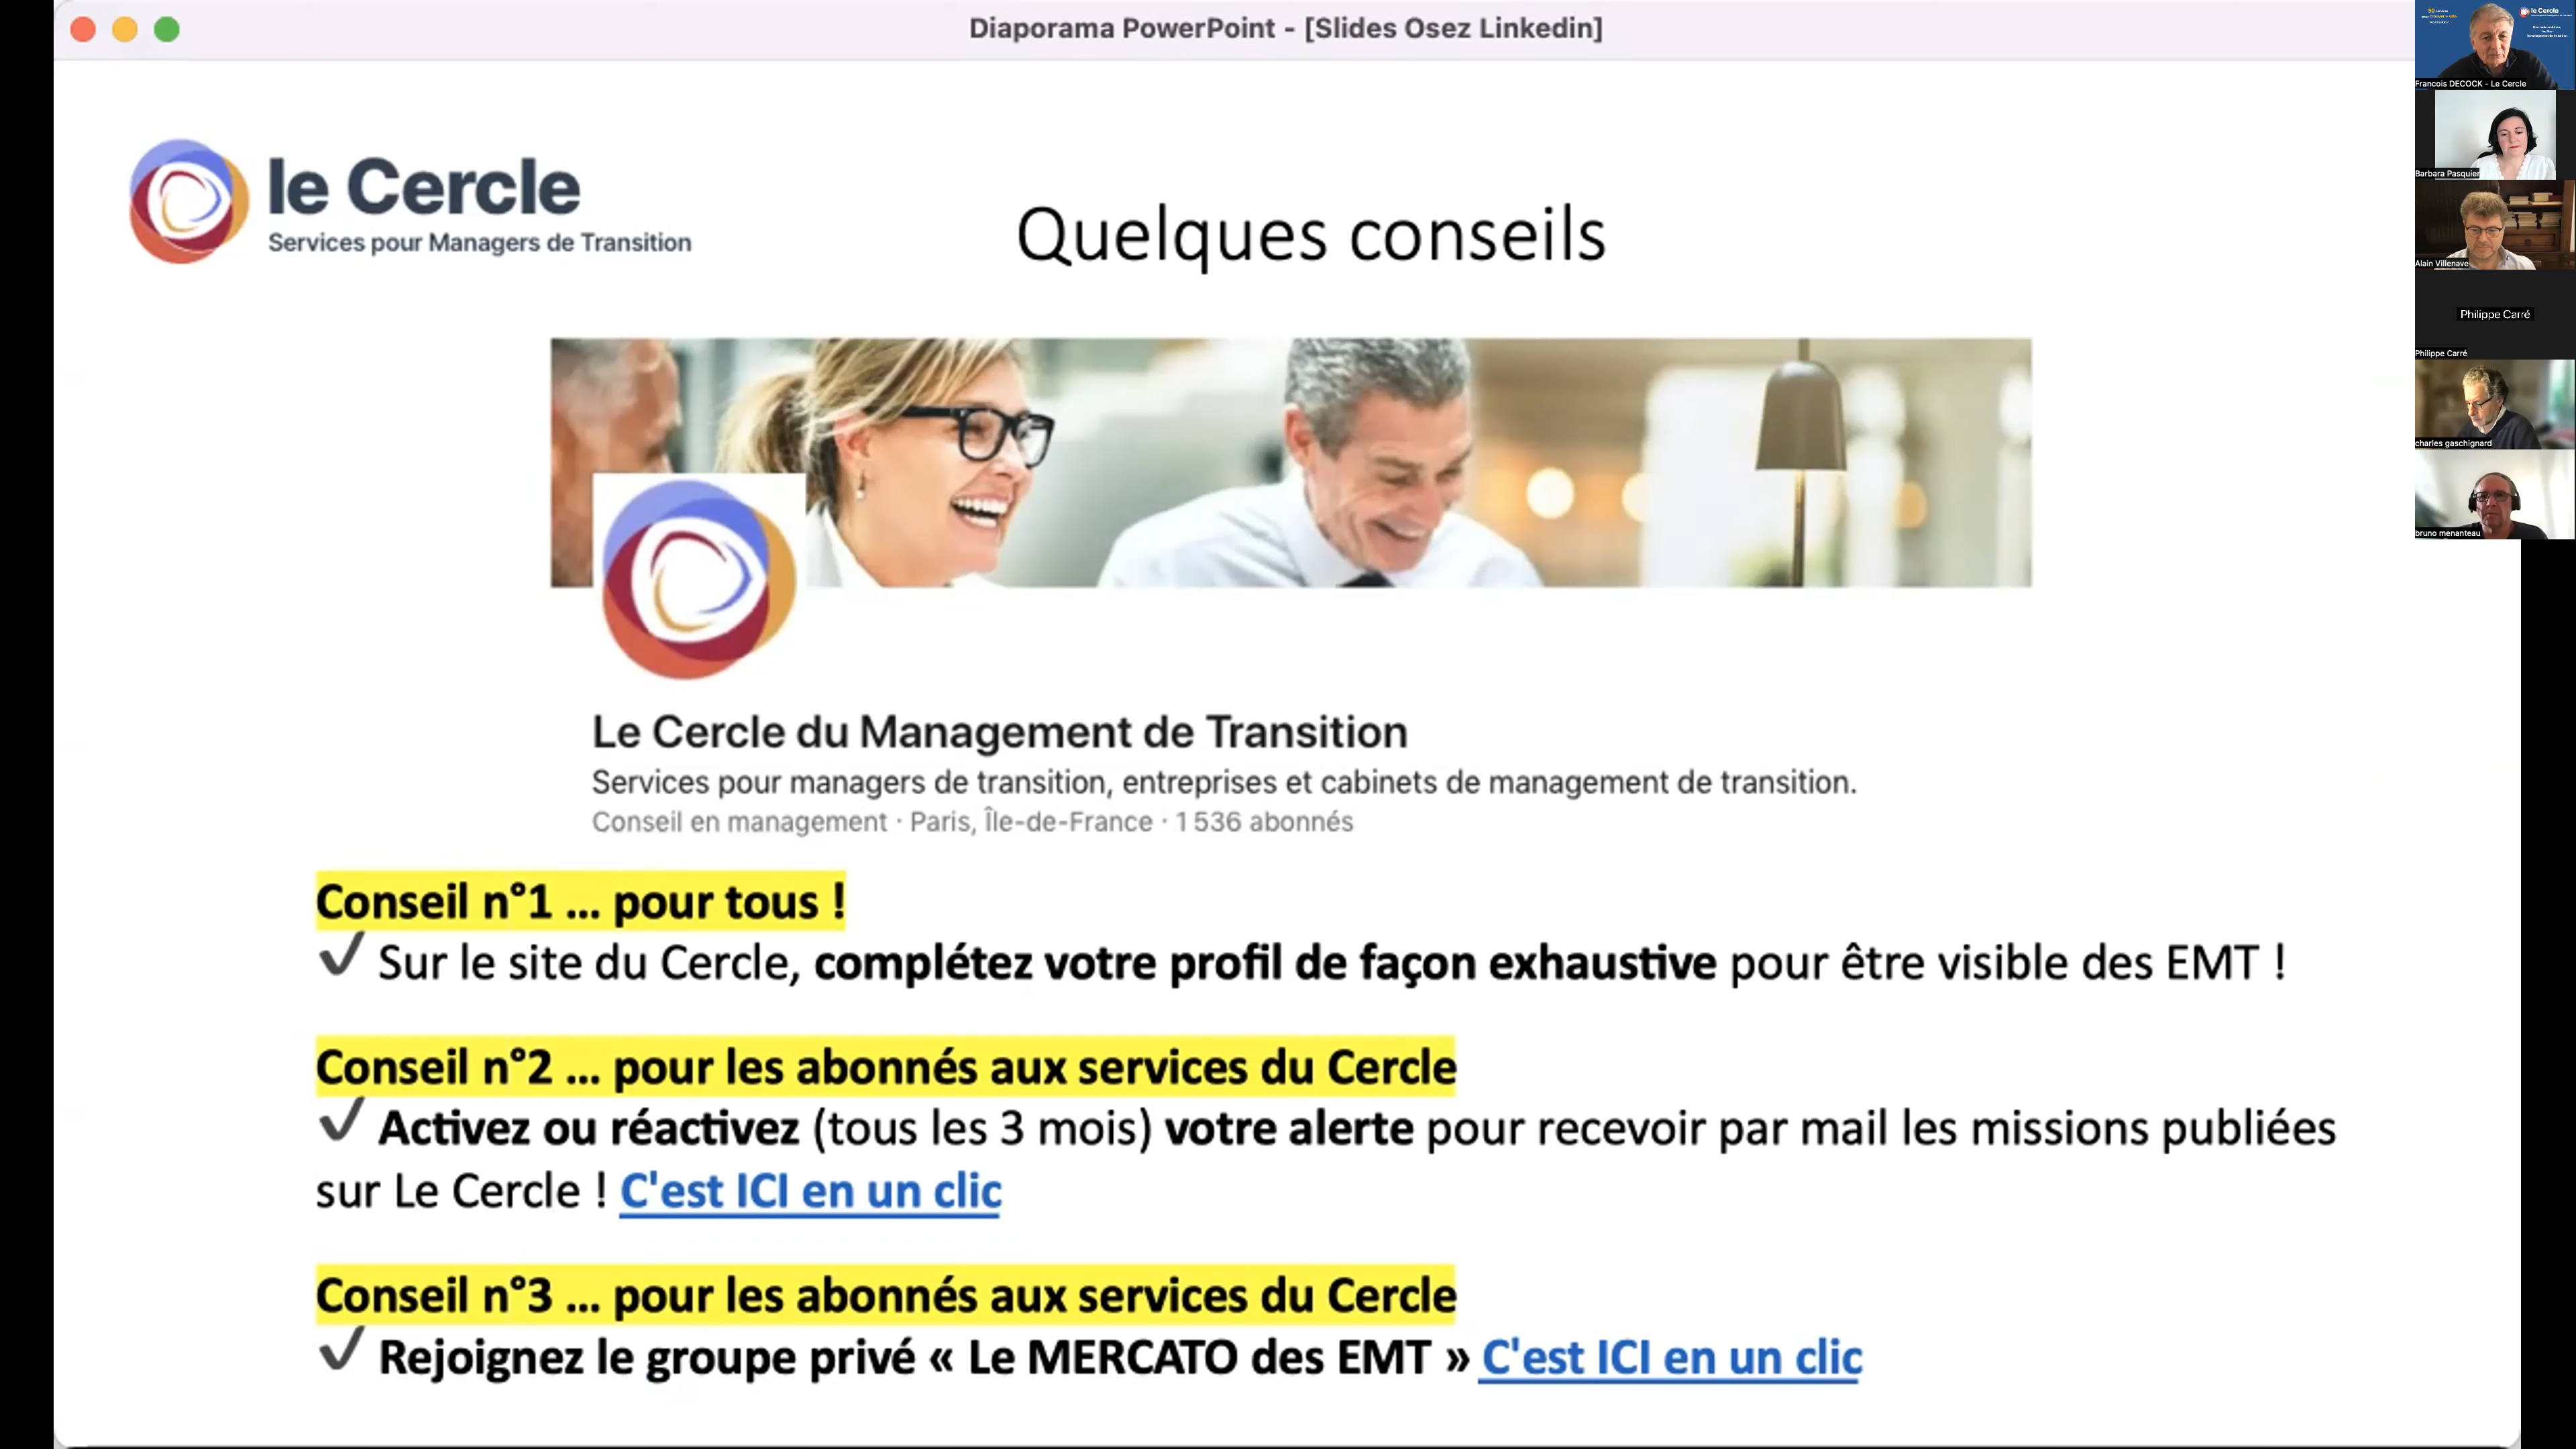 Diaporama PowerPoint - [Slides Osez Linkedin]
le Cercle
Services pour Managers de Transition
Quelques conseils
Le Cercle du Management de Transition
Services pour managers de transition, entreprises et cabinets de management de transition.
Conseil en management · Paris, Île-de-France · 1 536 abonnés
Conseil n°1 ... pour tous !
✓ Sur le site du Cercle, complétez votre profil de façon exhaustive pour être visible des EMT !
Conseil n°2 ... pour les abonnés aux services du Cercle
✓ Activez ou réactivez (tous les 3 mois) votre alerte pour recevoir par mail les missions publiées
sur Le Cercle ! C'est ICI en un clic
Conseil n°3 ... pour les abonnés aux services du Cercle
✓ Rejoignez le groupe privé « Le MERCATO des EMT » C'est ICI en un clic
le Cercle
Francois DECOCK - Le Cercle
Barbara Pasquier
Alain Villenave
Philippe Carré
Philippe Carré
charles gaschignard
bruno menanteau